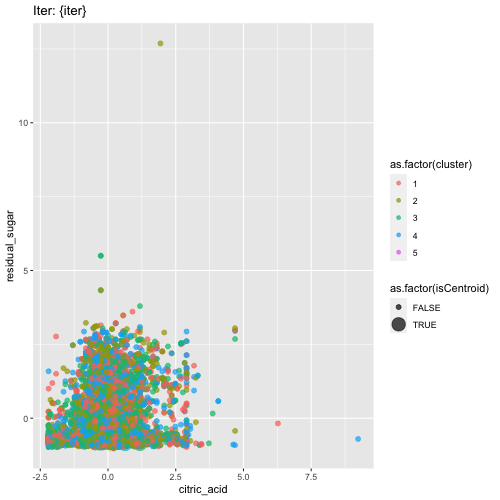 Iter: {iter}
10
5
0
residual_sugar
-2.5
0.0
2.5
5.0
7.5
citric_acid
as.factor(cluster)
1
2
3
4
5
as.factor(isCentroid)
FALSE
TRUE